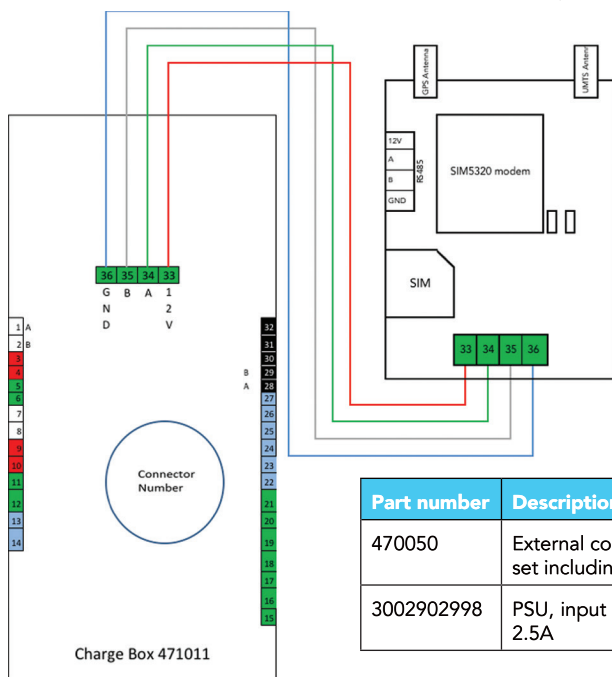 GPS Antenna
UMTS Anten
12V
A
B
GND
RS485
SIM5320 modem
SIM
33 34 35 36
36 35 34 33
G B A 1
N 2
D V
1 A
2 B
3
4
5
6
7
8
9
10
11
12
13
14
32
31
30
B 29
A 28
27
26
25
24
23
22
21
20
19
18
17
16
15
Connector
Number
Charge Box 471011
Part number Description
470050 External co
set includin
3002902998 PSU, input
2.5A